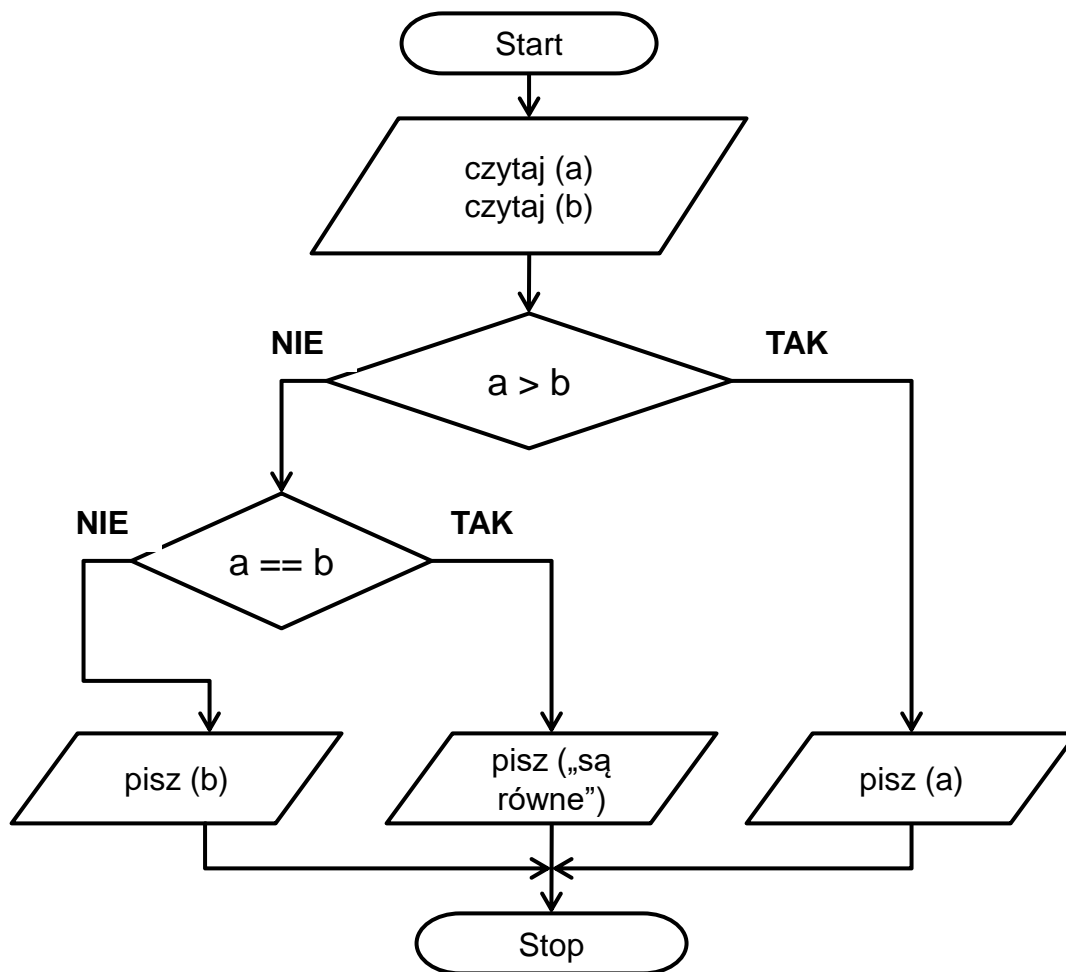 Start
czytaj (a)
czytaj (b)
NIE
TAK
a > b
NIE
TAK
a == b
pisz (b)
pisz („są
równe”)
pisz (a)
Stop